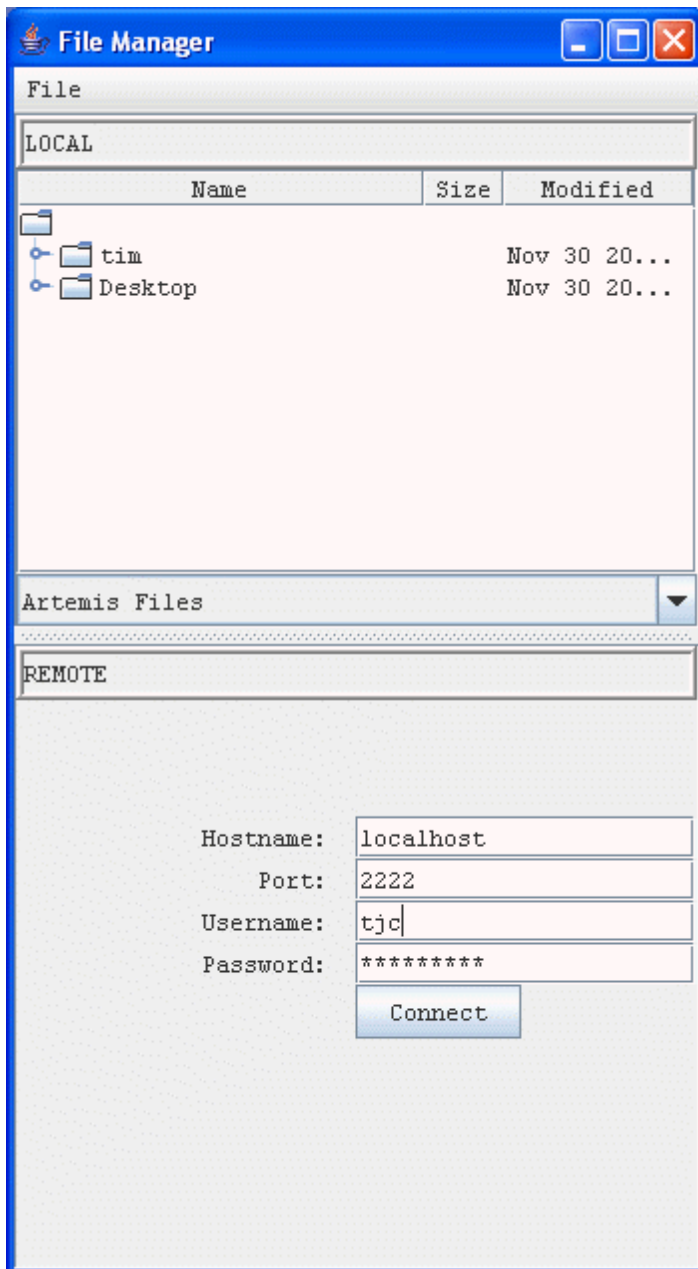 File Manager
File
LOCAL
Name Size Modified
tim Nov 30 20...
Desktop Nov 30 20...
Artemis Files
REMOTE
Hostname: localhost
Port: 2222
Username: tjc
Password: *********
Connect